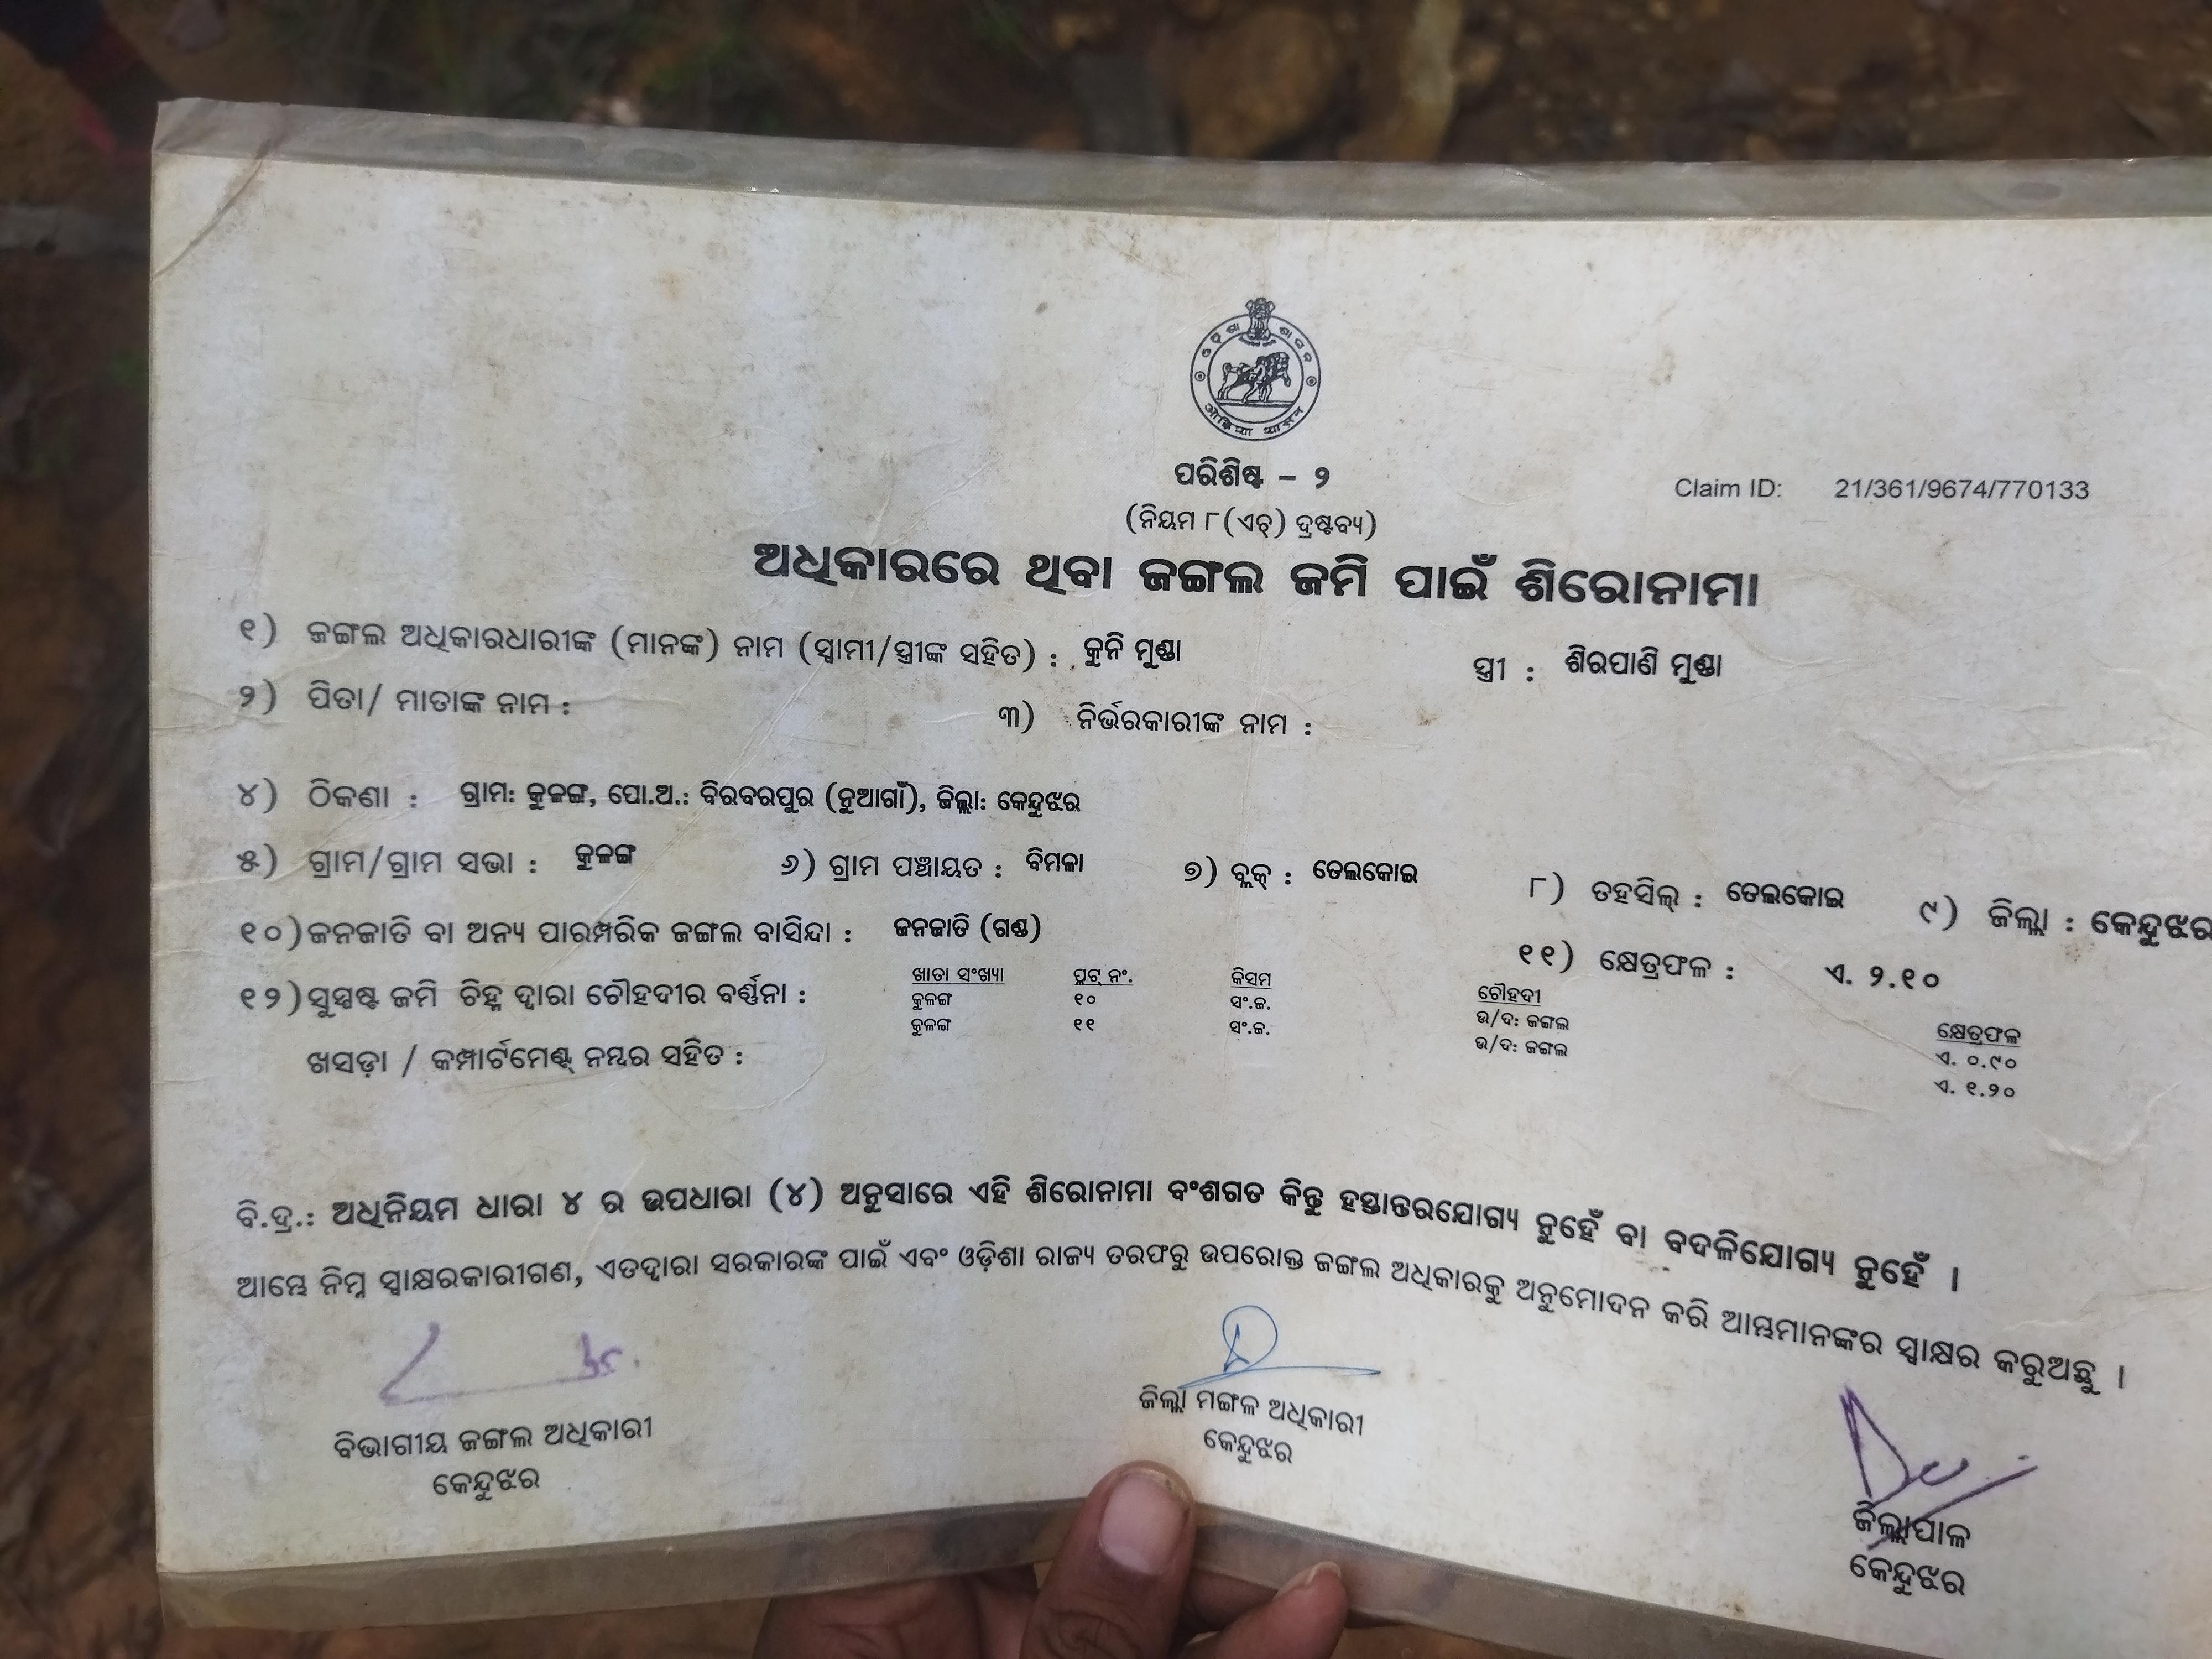 ଓଡ଼ିଶା ଶାସନ
ओड़िशा शासन
ପରିଶିଷ୍ଟ – ୨
Claim ID: 21/361/9674/770133
(ନିୟମ ୮(ଏଚ୍) ଦ୍ରଷ୍ଟବ୍ୟ)
ଅଧିକାରରେ ଥିବା ଜଙ୍ଗଲ ଜମି ପାଇଁ ଶିରୋନାମା
୧) ଜଙ୍ଗଲ ଅଧିକାରଧାରୀଙ୍କ (ମାନଙ୍କ) ନାମ (ସ୍ୱାମୀ/ସ୍ତ୍ରୀଙ୍କ ସହିତ) : କୁନି ମୁଣ୍ଡା ସ୍ତ୍ରୀ : ଶିରପାଣି ମୁଣ୍ଡା
୨) ପିତା/ ମାତାଙ୍କ ନାମ : ୩) ନିର୍ଭରକାରୀଙ୍କ ନାମ :
୪) ଠିକଣା : ଗ୍ରାମ: କୁଳଙ୍ଗ, ପୋ.ଅ.: ବିରବରପୁର (ନୁଆଗାଁ), ଜିଲ୍ଲା: କେନ୍ଦୁଝର
୫) ଗ୍ରାମ/ଗ୍ରାମ ସଭା : କୁଳଙ୍ଗ ୬) ଗ୍ରାମ ପଞ୍ଚାୟତ : ବିମଳା ୭) ବ୍ଲକ୍ : ତେଲକୋଇ ୮) ତହସିଲ୍ : ତେଲକୋଇ ୯) ଜିଲ୍ଲା : କେନ୍ଦୁଝର
୧୦) ଜନଜାତି ବା ଅନ୍ୟ ପାରମ୍ପରିକ ଜଙ୍ଗଲ ବାସିନ୍ଦା : ଜନଜାତି (ଗଣ୍ଡ) ୧୧) କ୍ଷେତ୍ରଫଳ : ଏ. ୨.୧୦
୧୨) ସୁସ୍ପଷ୍ଟ ଜମି ଚିହ୍ନ ଦ୍ୱାରା ଚୌହଦୀର ବର୍ଣ୍ଣନା :
ଖସଡ଼ା / କମ୍ପାର୍ଟମେଣ୍ଟ୍ ନମ୍ବର ସହିତ :
ଖାତା ସଂଖ୍ୟା ପ୍ଲଟ୍ ନଂ. କିସମ ଚୌହଦୀ କ୍ଷେତ୍ରଫଳ
କୁଳଙ୍ଗ ୧୦ ସଂ.ଜ. ଉ/ଦ: ଜଙ୍ଗଲ ଏ. ୦.୯୦
କୁଳଙ୍ଗ ୧୧ ସଂ.ଜ. ଉ/ଦ: ଜଙ୍ଗଲ ଏ. ୧.୨୦
ବି.ଦ୍ର.: ଅଧିନିୟମ ଧାରା ୪ ର ଉପଧାରା (୪) ଅନୁସାରେ ଏହି ଶିରୋନାମା ବଂଶଗତ କିନ୍ତୁ ହସ୍ତାନ୍ତରଯୋଗ୍ୟ ନୁହେଁ ବା ବଦଳିଯୋଗ୍ୟ ନୁହେଁ ।
ଆମ୍ଭେ ନିମ୍ନ ସ୍ୱାକ୍ଷରକାରୀଗଣ, ଏତଦ୍ୱାରା ସରକାରଙ୍କ ପାଇଁ ଏବଂ ଓଡ଼ିଶା ରାଜ୍ୟ ତରଫରୁ ଉପରୋକ୍ତ ଜଙ୍ଗଲ ଅଧିକାରକୁ ଅନୁମୋଦନ କରି ଆମ୍ଭମାନଙ୍କର ସ୍ୱାକ୍ଷର କରୁଅଛୁ ।
ବିଭାଗୀୟ ଜଙ୍ଗଲ ଅଧିକାରୀ
କେନ୍ଦୁଝର
ଜିଲ୍ଲା ମଙ୍ଗଳ ଅଧିକାରୀ
କେନ୍ଦୁଝର
ଜିଲ୍ଲାପାଳ
କେନ୍ଦୁଝର